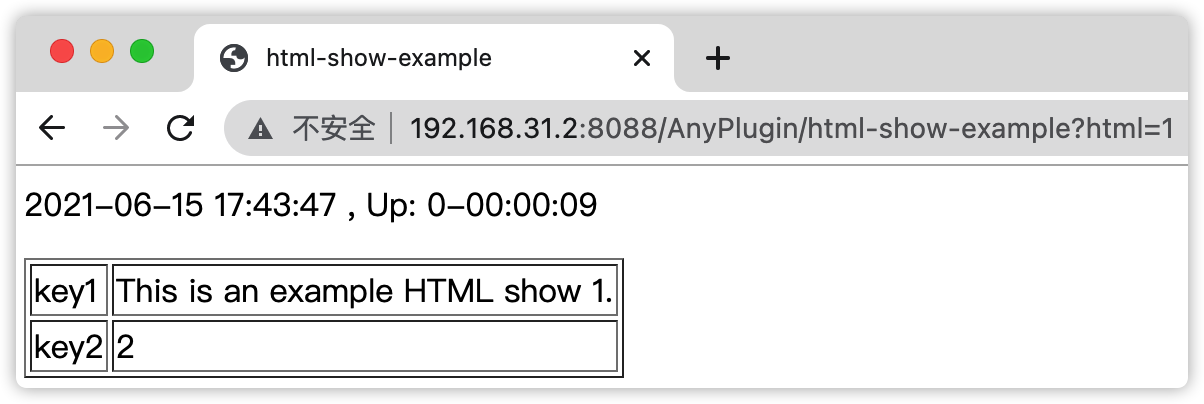 html-show-example
不安全 192.168.31.2:8088/AnyPlugin/html-show-example?html=1
2021-06-15 17:43:47 , Up: 0-00:00:09
key1 This is an example HTML show 1.
key2 2